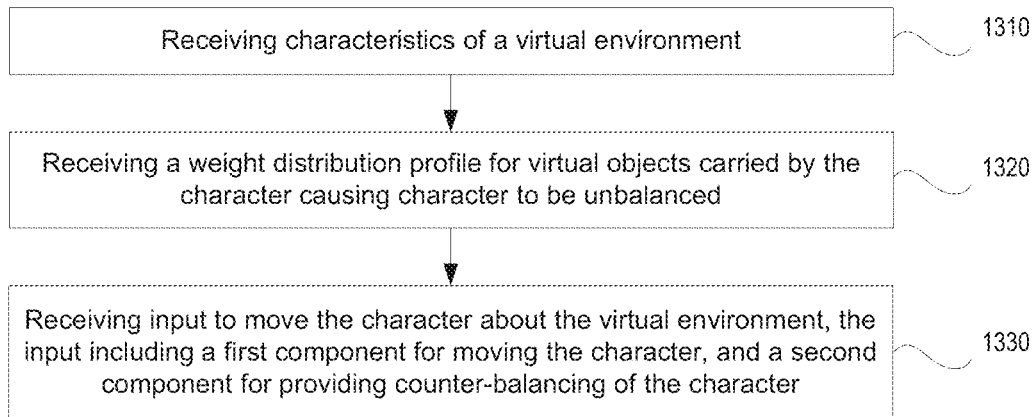 Receiving characteristics of a virtual environment
1310
Receiving a weight distribution profile for virtual objects carried by the
character causing character to be unbalanced
1320
Receiving input to move the character about the virtual environment, the
input including a first component for moving the character, and a second
component for providing counter-balancing of the character
1330